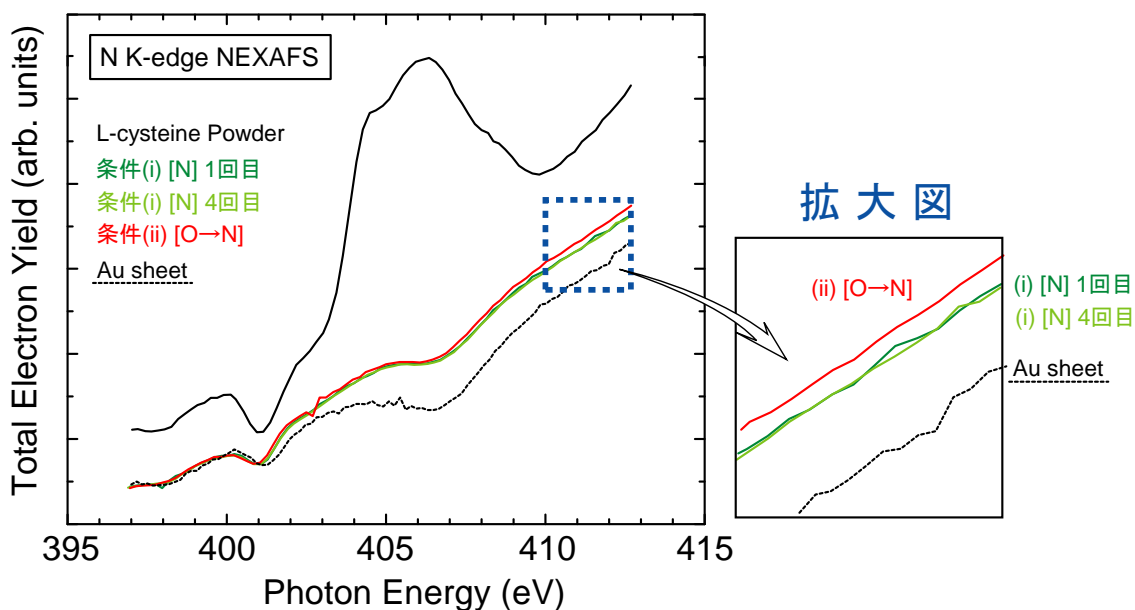 N K-edge NEXAFS
L-cysteine Powder
条件(i) [N] 1回目
条件(i) [N] 4回目
条件(ii) [O→N]
Au sheet
Total Electron Yield (arb. units)
395
400
405
410
415
Photon Energy (eV)
拡大図
(ii) [O→N]
(i) [N] 1回目
(i) [N] 4回目
Au sheet